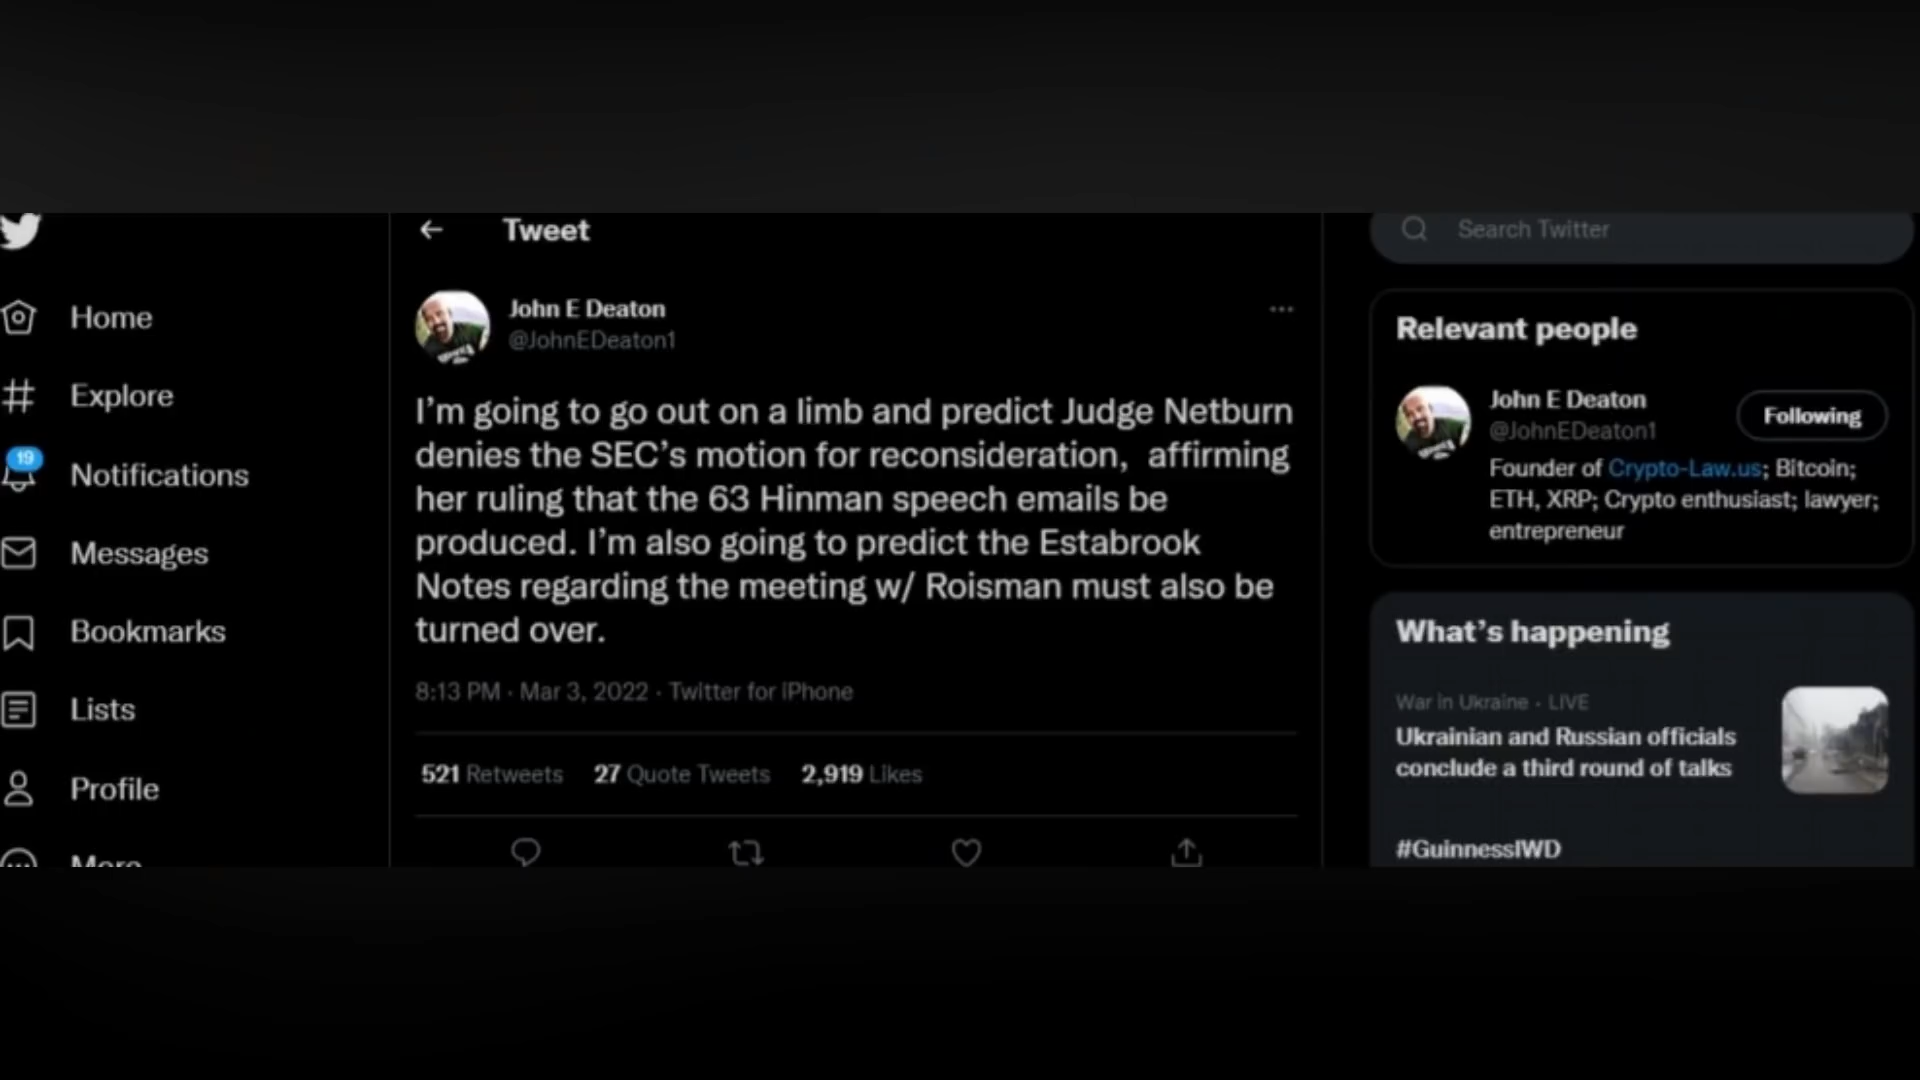 Tweet
Search Twitter
Home
Explore
19
Notifications
Messages
Bookmarks
Lists
Profile
More
John E Deaton
@JohnEDeaton1
I'm going to go out on a limb and predict Judge Netburn
denies the SEC's motion for reconsideration, affirming
her ruling that the 63 Hinman speech emails be
produced. I'm also going to predict the Estabrook
Notes regarding the meeting w/ Roisman must also be
turned over.
8:13 PM · Mar 3, 2022 · Twitter for iPhone
521 Retweets 27 Quote Tweets 2,919 Likes
Relevant people
John E Deaton
@JohnEDeaton1
Following
Founder of Crypto-Law.us; Bitcoin;
ETH, XRP; Crypto enthusiast; lawyer;
entrepreneur
What's happening
War in Ukraine · LIVE
Ukrainian and Russian officials
conclude a third round of talks
#GuinnessIWD